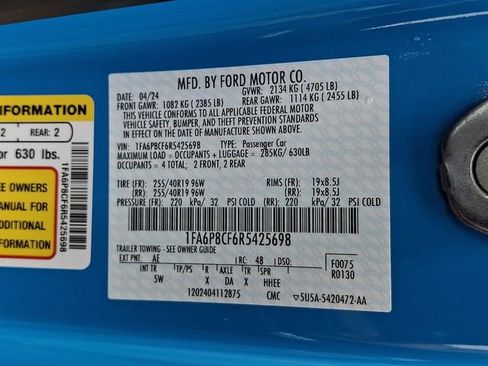 MFD. BY FORD MOTOR CO.
DATE: 04/24
GVWR: 2134 KG ( 4705 LB)
FRONT GAWR: 1082 KG ( 2385 LB)
REAR GAWR: 1114 KG ( 2455 LB)
THIS VEHICLE CONFORMS TO ALL APPLICABLE FEDERAL MOTOR
VEHICLE SAFETY, BUMPER, AND THEFT PREVENTION STANDARDS
IN EFFECT ON THE DATE OF MANUFACTURE SHOWN ABOVE.
VIN: 1FA6P8CF6R5425698 TYPE: Passenger Car
MAXIMUM LOAD = OCCUPANTS + LUGGAGE = 285KG/ 630LB
OCCUPANTS = 4 TOTAL; 2 FRONT, 2 REAR
TIRE (FR): 255/40R19 96W RIMS (FR): 19x8.5J
(RR): 255/40R19 96W (RR): 19x8.5J
PRESSURE (FR): 220 kPa/ 32 PSI COLD (RR): 220 kPa/ 32 PSI COLD
1FA6P8CF6R5425698
TRAILER TOWING - SEE OWNER GUIDE
EXT PNT: AE RC: 48 DSO: F0075
R0130
INT TR TP/PS R AXLE TR SPR
5W X DA X HHEE
1202404112875 CMC 5U5A-5420472-AA
INFORMATION
2 REAR: 2
or 630 lbs.
SEE OWNERS
MANUAL FOR
ADDITIONAL
INFORMATION
1FA6P8CF6R5425698